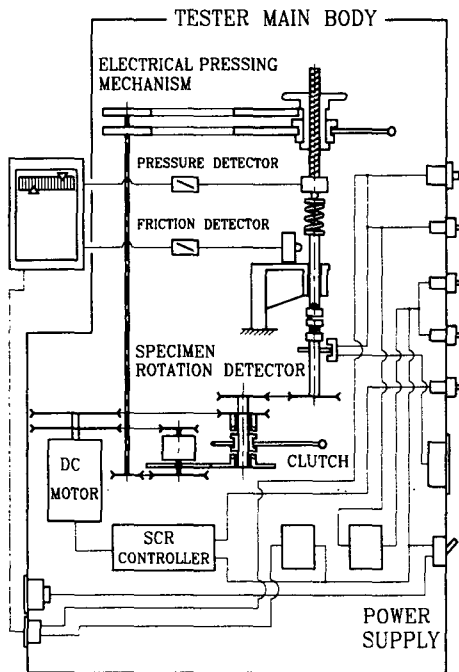 TESTER MAIN BODY
ELECTRICAL PRESSING
MECHANISM
PRESSURE DETECTOR
FRICTION DETECTOR
SPECIMEN
ROTATION DETECTOR
CLUTCH
DC
MOTOR
SCR
CONTROLLER
POWER
SUPPLY